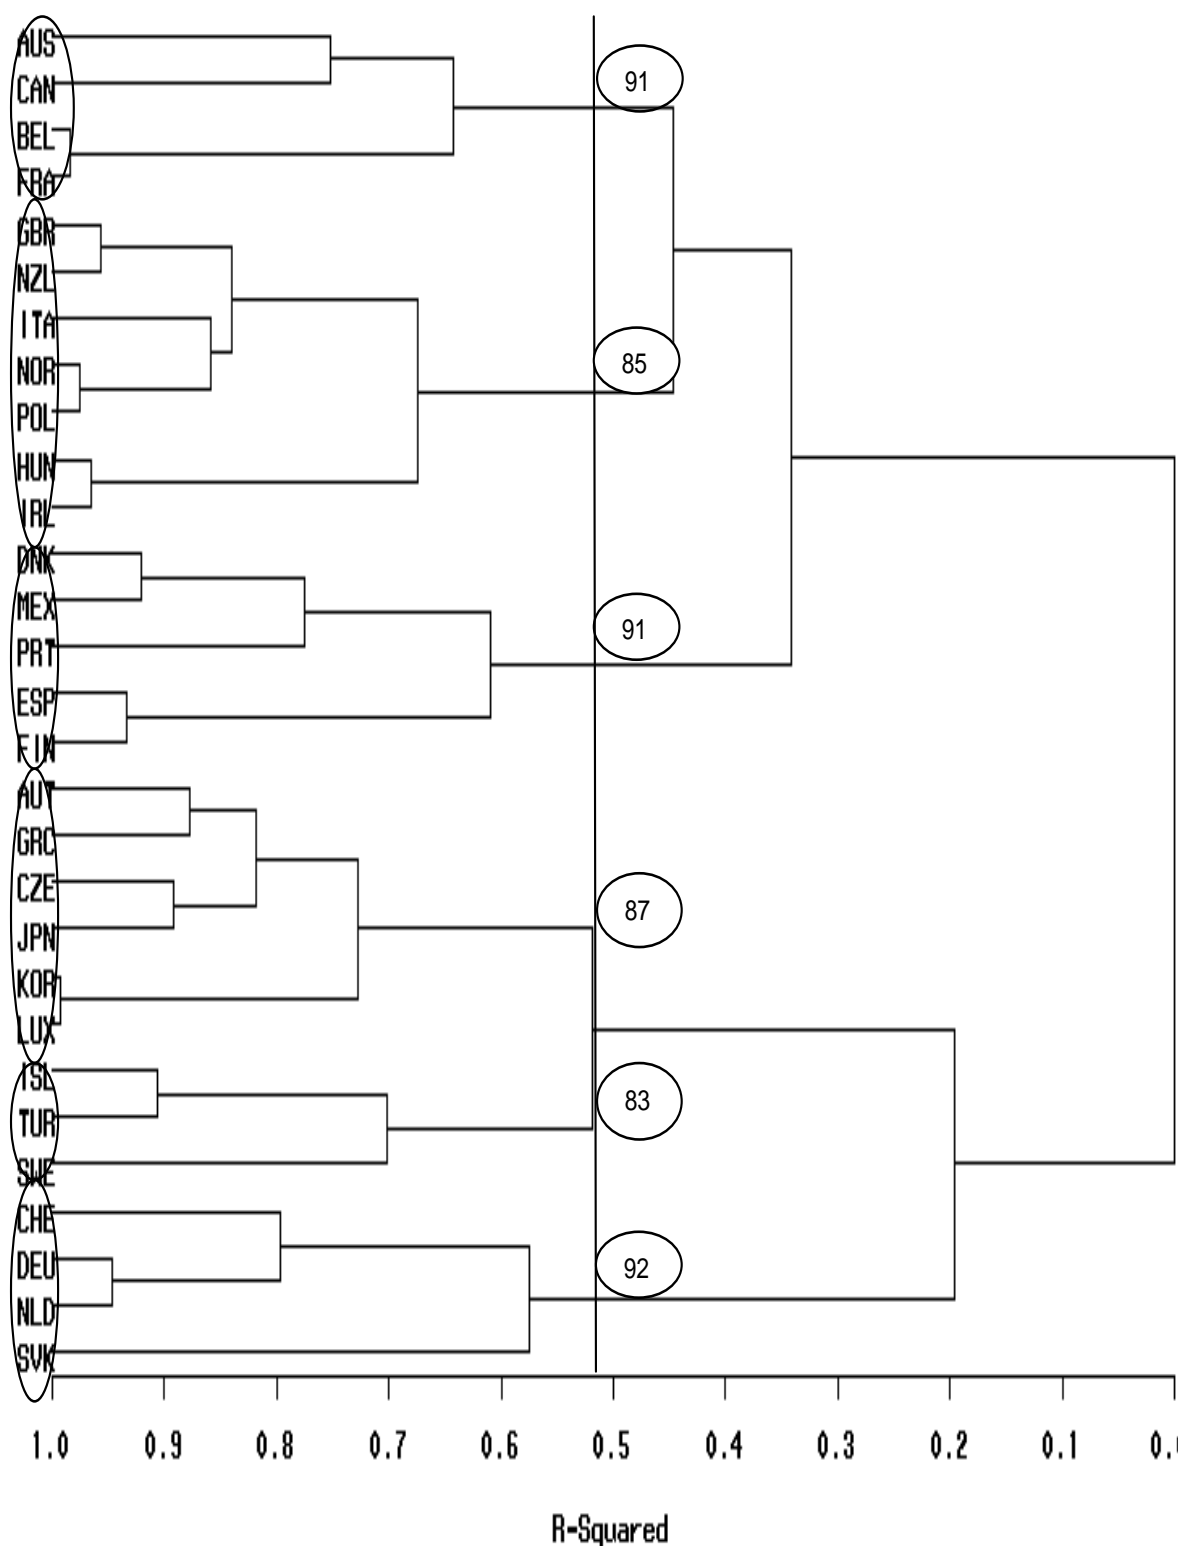 AUS
91
CAN
BEL
FRA
GBR
NZL
ITA
85
NOR
POL
HUN
IRL
DNK
MEX
91
PRT
ESP
FIN
AUT
GRC
CZE
87
JPN
KOR
LUX
ISL
83
TUR
SWE
CHE
DEU
92
NLD
SVK
1.0 0.9 0.8 0.7 0.6 0.5 0.4 0.3 0.2 0.1 0.
R-Squared